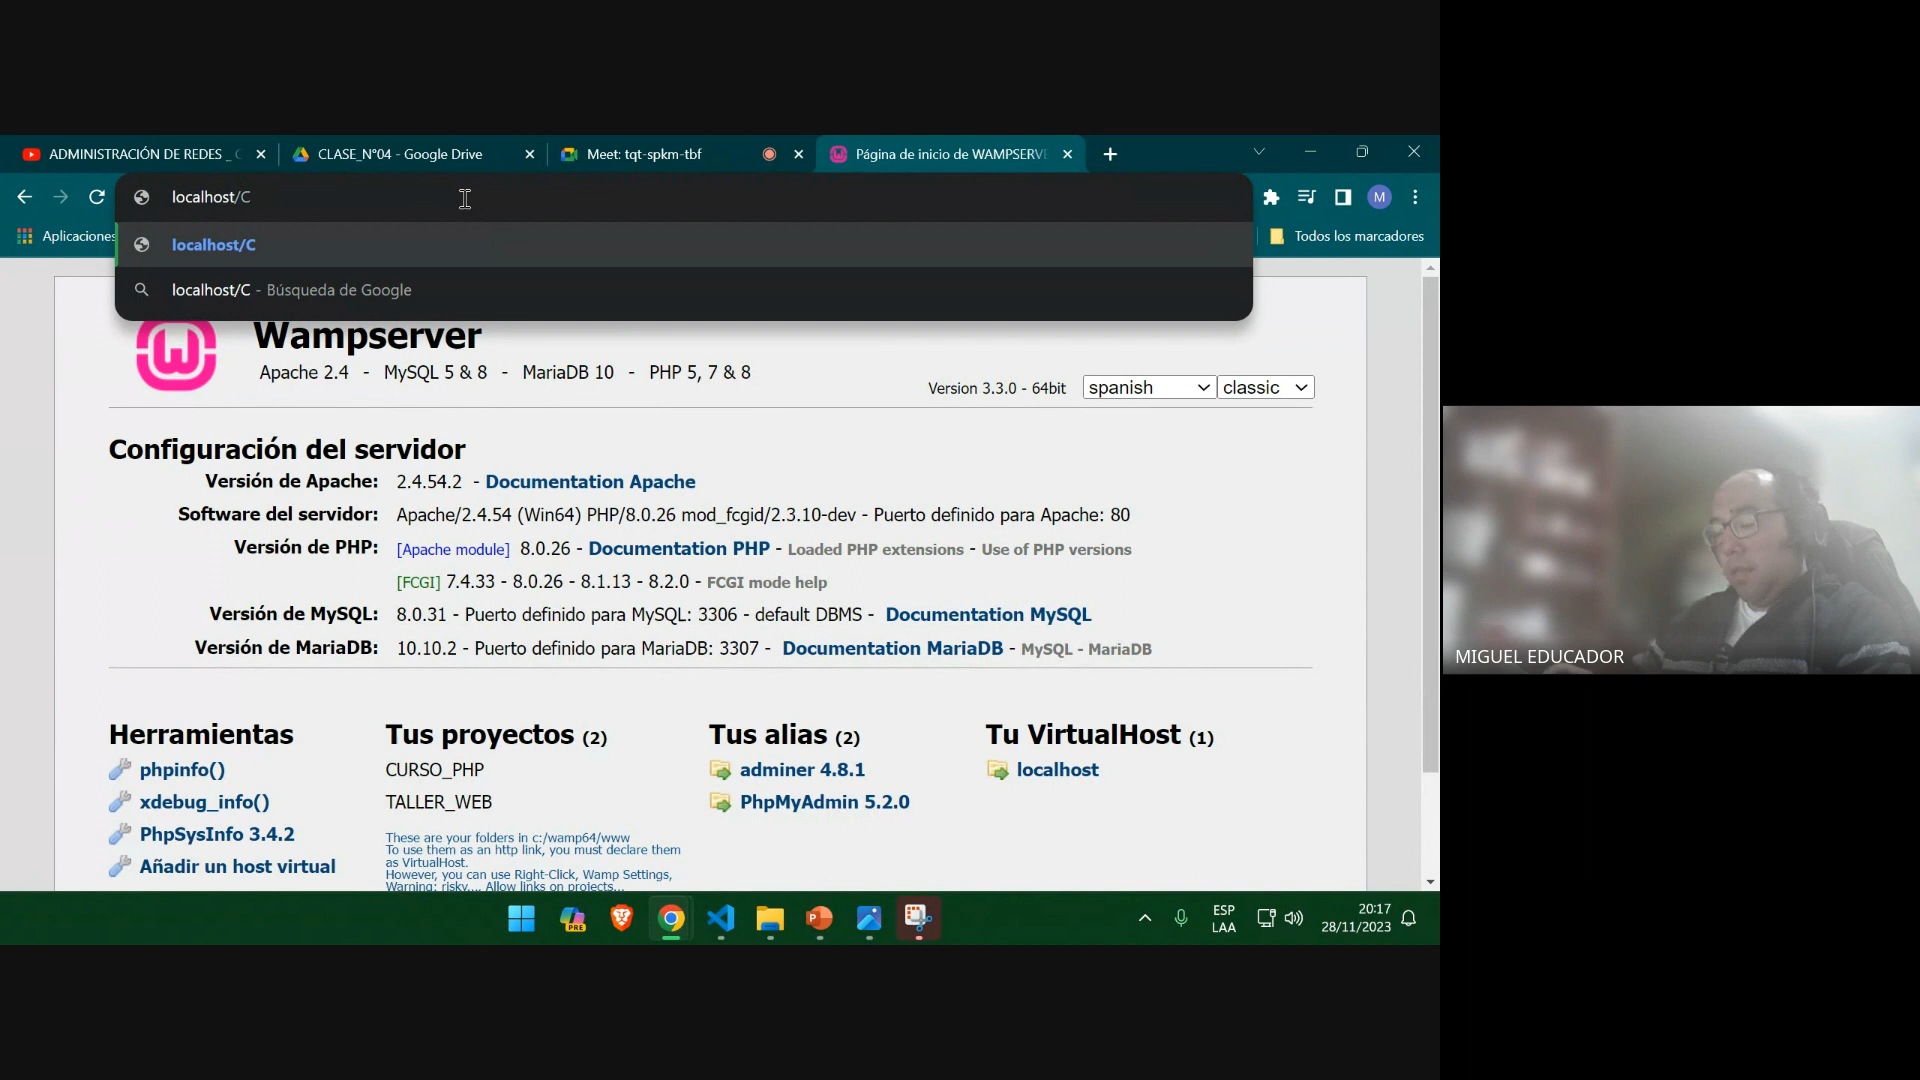 ADMINISTRACIÓN DE REDES _
CLASE_N°04 - Google Drive
Meet: tqt-spkm-tbf
Página de inicio de WAMPSERV
localhost/C
M
Aplicaciones
localhost/C
Todos los marcadores
localhost/C - Búsqueda de Google
Wampserver
Apache 2.4 - MySQL 5 & 8 - MariaDB 10 - PHP 5, 7 & 8
Version 3.3.0 - 64bit spanish classic
Configuración del servidor
Versión de Apache: 2.4.54.2 - Documentation Apache
Software del servidor: Apache/2.4.54 (Win64) PHP/8.0.26 mod_fcgid/2.3.10-dev - Puerto definido para Apache: 80
Versión de PHP: [Apache module] 8.0.26 - Documentation PHP - Loaded PHP extensions - Use of PHP versions
[FCGI] 7.4.33 - 8.0.26 - 8.1.13 - 8.2.0 - FCGI mode help
Versión de MySQL: 8.0.31 - Puerto definido para MySQL: 3306 - default DBMS - Documentation MySQL
Versión de MariaDB: 10.10.2 - Puerto definido para MariaDB: 3307 - Documentation MariaDB - MySQL - MariaDB
MIGUEL EDUCADOR
Herramientas
phpinfo()
xdebug_info()
PhpSysInfo 3.4.2
Añadir un host virtual
Tus proyectos (2)
CURSO_PHP
TALLER_WEB
These are your folders in c:/wamp64/www
To use them as an http link, you must declare them
as VirtualHost.
However, you can use Right-Click, Wamp Settings,
Warning: risky..., Allow links on projects...
Tus alias (2)
adminer 4.8.1
PhpMyAdmin 5.2.0
Tu VirtualHost (1)
localhost
PRE
ESP
LAA
20:17
28/11/2023